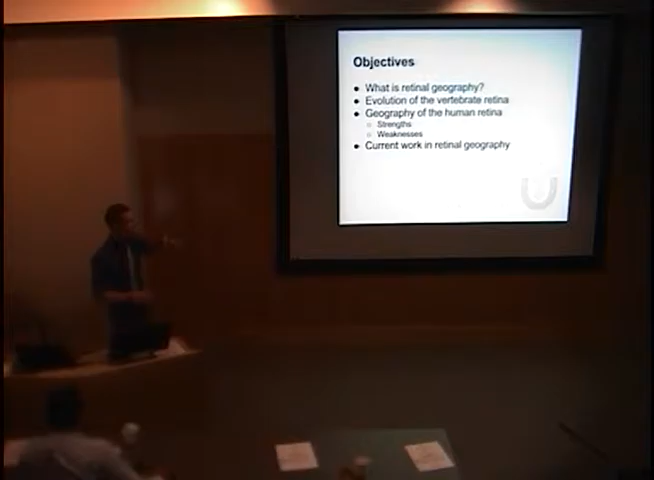 Objectives
What is retinal geography?
Evolution of the vertebrate retina
Geography of the human retina
Strengths
Weaknesses
Current work in retinal geography